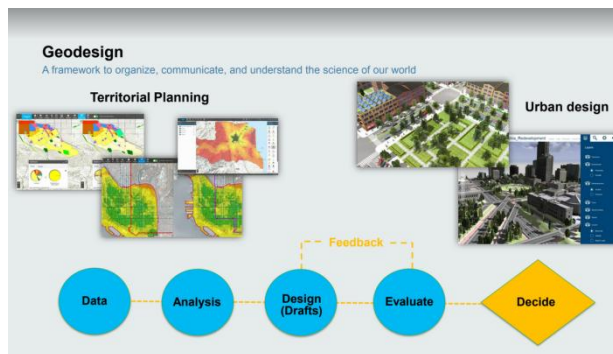 Geodesign
A framework to organize, communicate, and understand the science of our world
Territorial Planning
Urban design
Redevelopment
Feedback
Data
Analysis
Design
(Drafts)
Evaluate
Decide